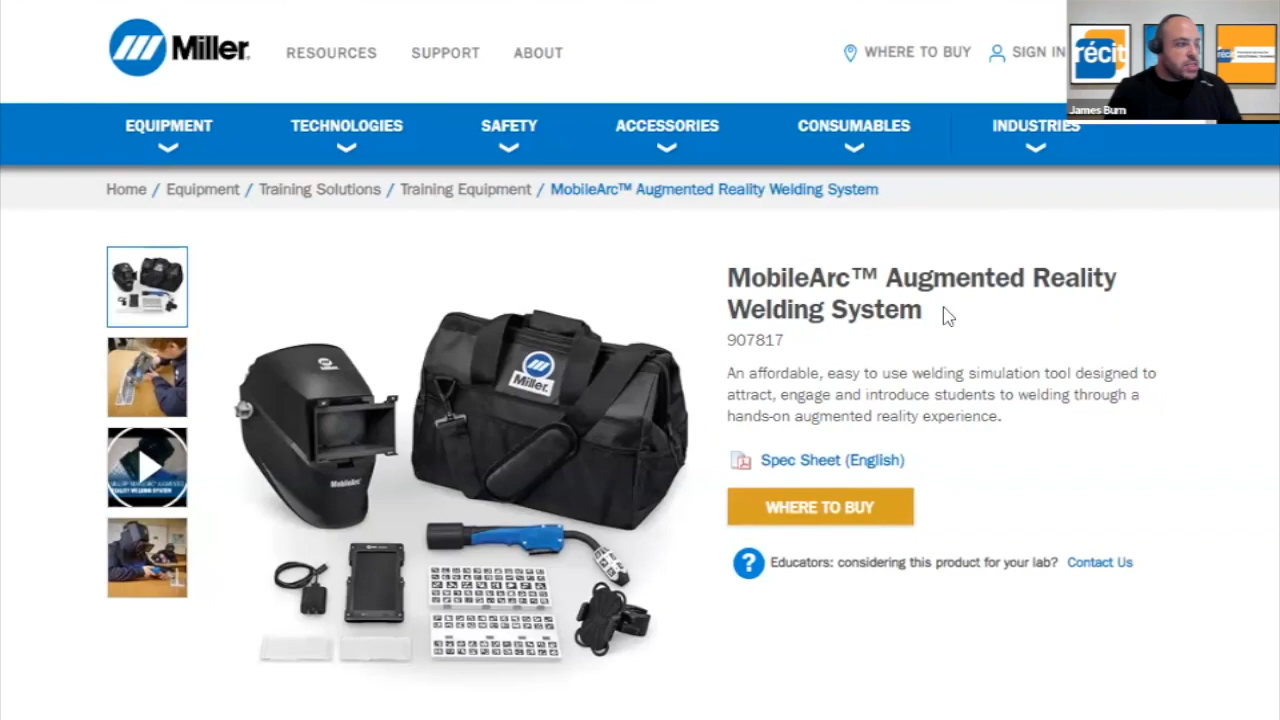 Miller
RESOURCES
SUPPORT
ABOUT
WHERE TO BUY
SIGN IN
récit
récit
James Burn
EQUIPMENT
TECHNOLOGIES
SAFETY
ACCESSORIES
CONSUMABLES
INDUSTRIES
Home / Equipment / Training Solutions / Training Equipment / MobileArc™ Augmented Reality Welding System
MobileArc™ Augmented Reality
Welding System
907817
An affordable, easy to use welding simulation tool designed to
attract, engage and introduce students to welding through a
hands-on augmented reality experience.
Spec Sheet (English)
WHERE TO BUY
? Educators: considering this product for your lab? Contact Us
Miller.
MobileArc